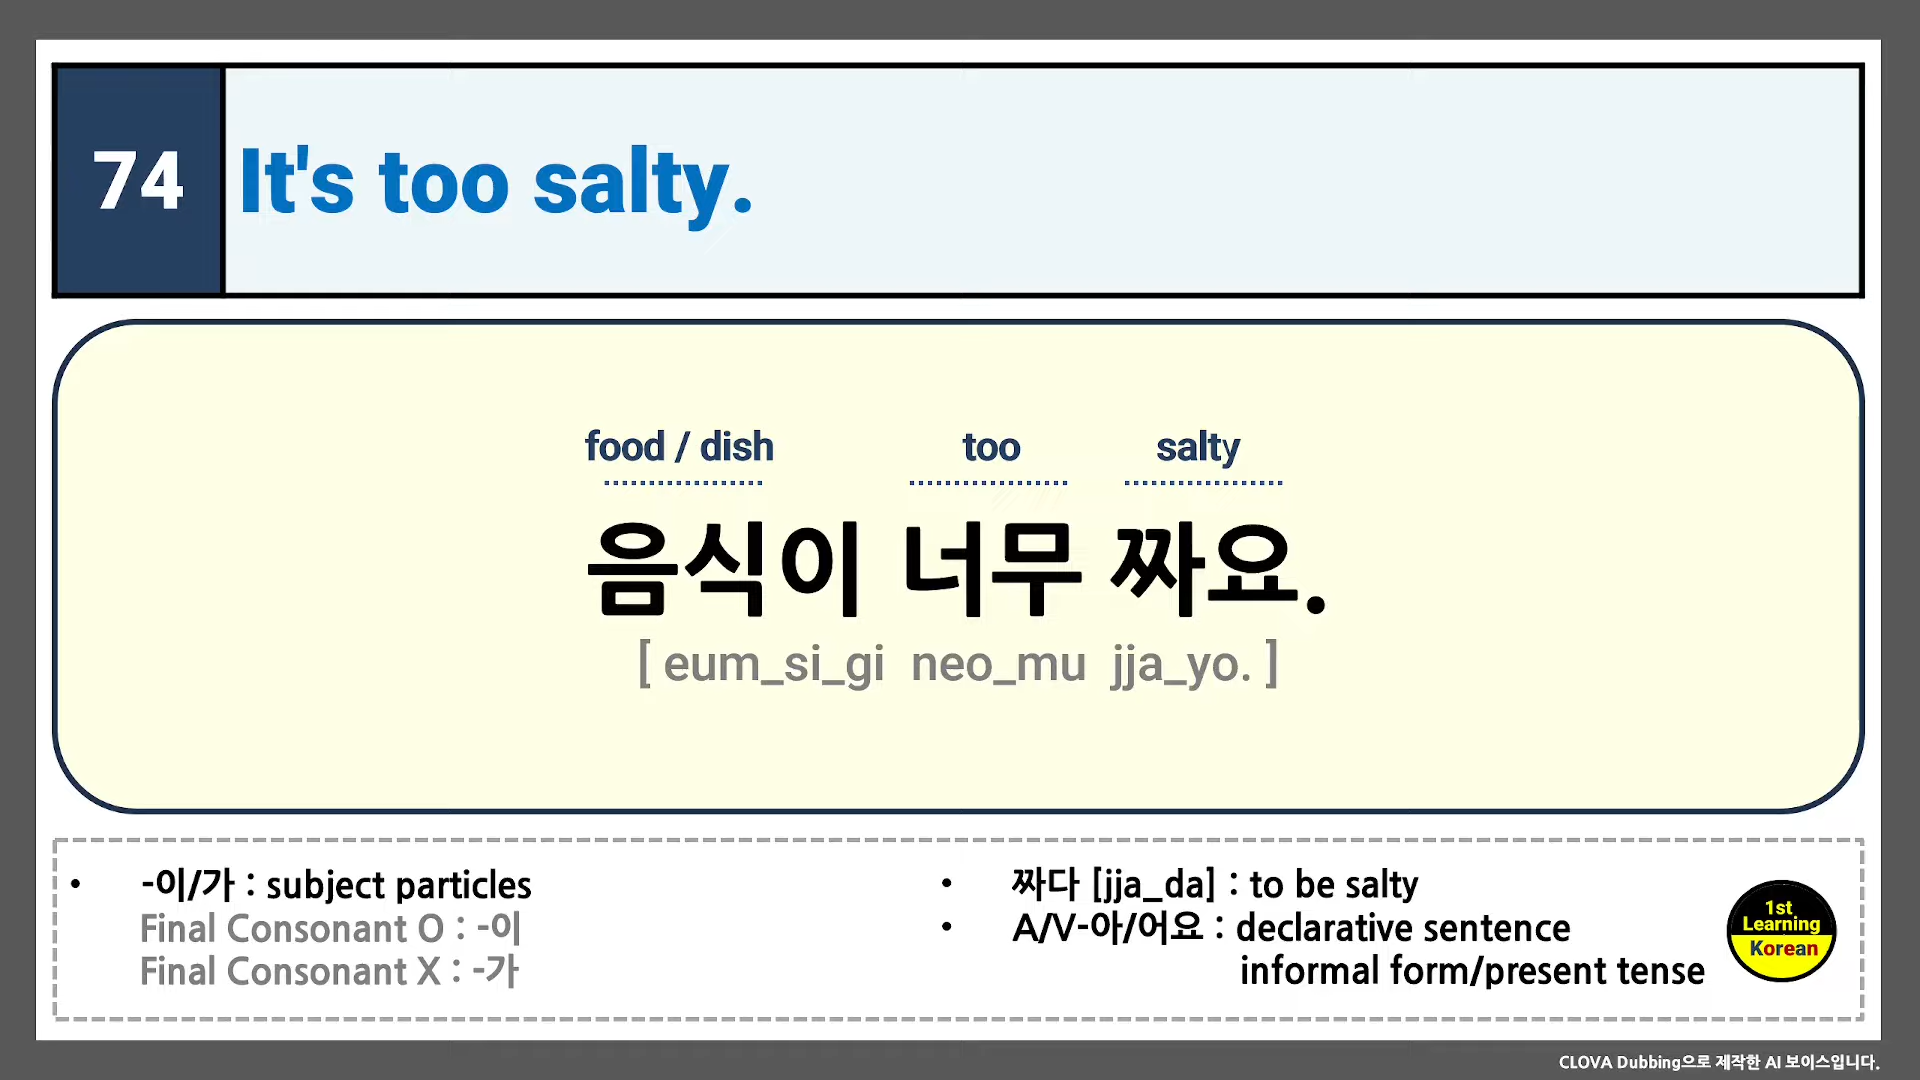 74
It's too salty.
food / dish too salty
음식이 너무 짜요.
[ eum_si_gi neo_mu jja_yo. ]
• -이/가 : subject particles
Final Consonant O : -이
Final Consonant X : -가
• 짜다 [jja_da] : to be salty
• A/V-아/어요 : declarative sentence
informal form/present tense
1st
Learning
Korean
CLOVA Dubbing으로 제작한 AI 보이스입니다.